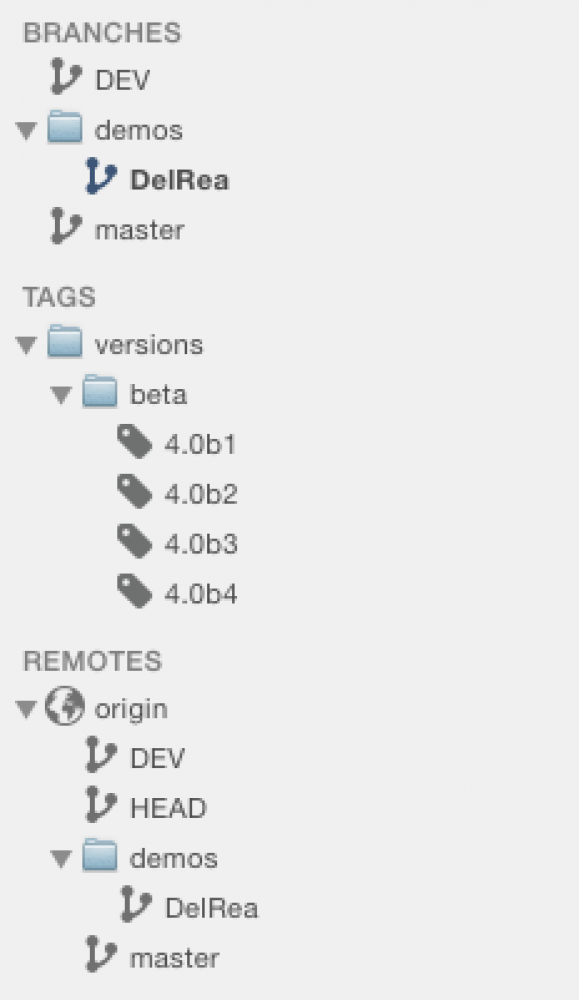 BRANCHES
DEV
demos
DelRea
master
TAGS
versions
beta
4.0b1
4.0b2
4.0b3
4.0b4
REMOTES
origin
DEV
HEAD
demos
DelRea
master